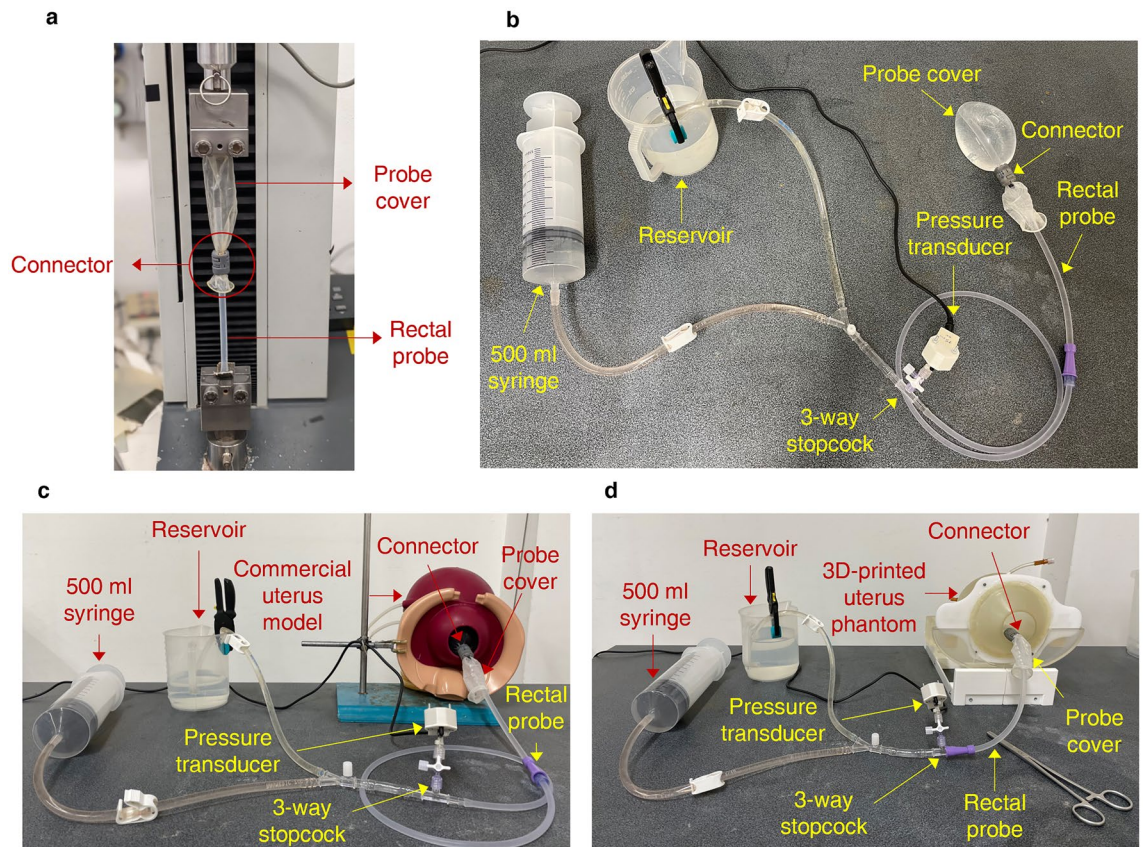 a
Probe
cover
Connector
Rectal
probe
b
Probe cover
Connector
Rectal
probe
Pressure
transducer
Reservoir
500 ml
syringe
3-way
stopcock
c
Reservoir
500 ml
syringe
Commercial
uterus
model
Connector
Probe
cover
Rectal
probe
Pressure
transducer
3-way
stopcock
d
Connector
Reservoir
500 ml
syringe
3D-printed
uterus
phantom
Pressure
transducer
Probe
cover
3-way
stopcock
Rectal
probe